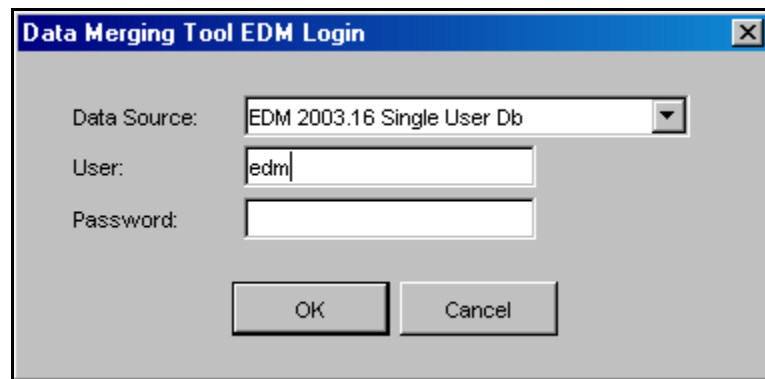 Data Merging Tool EDM Login
Data Source: EDM 2003.16 Single User Db
User: edm
Password:
OK Cancel